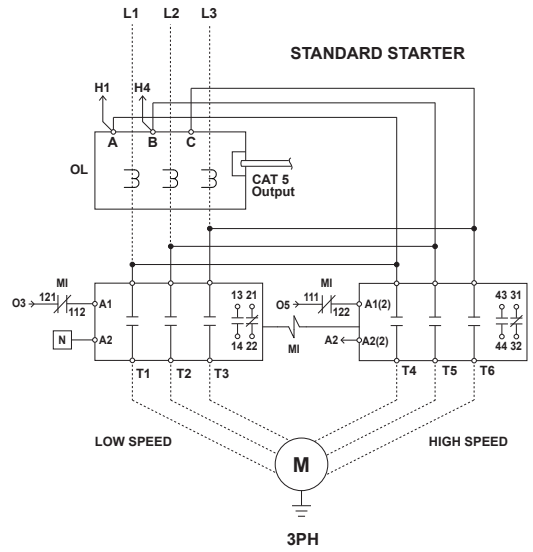 L1 L2 L3
STANDARD STARTER
H1 H4
A B C
OL
CAT 5
Output
MI MI
O3 121 112 A1 13 21 O5 111 122 A1(2) 43 31
N A2 14 22 MI A2 A2(2) 44 32
T1 T2 T3 T4 T5 T6
LOW SPEED HIGH SPEED
M
3PH